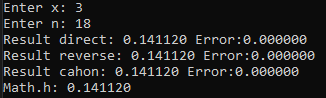 Enter x: 3
Enter n: 18
Result direct: 0.141120 Error:0.000000
Result reverse: 0.141120 Error:0.000000
Result cahon: 0.141120 Error:0.000000
Math.h: 0.141120